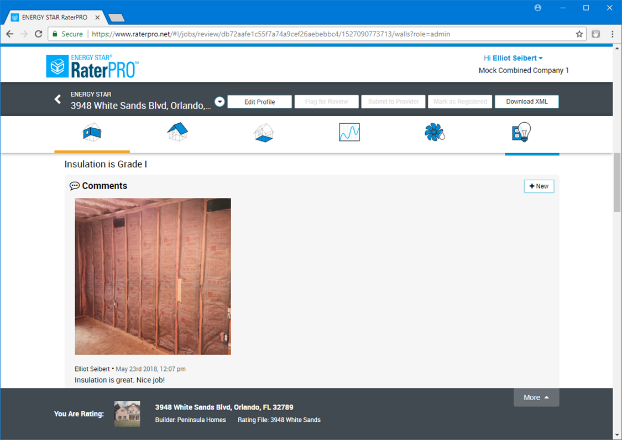 ENERGY STAR RaterPRO
Secure
https://www.raterpro.net/#!/jobs/review/db72aafe1c55f7a74a9cef26aebebbc4/1527090773713/walls?role=admin
ENERGY STAR®
RaterPRO™
Hi Elliot Seibert
Mock Combined Company 1
ENERGY STAR
3948 White Sands Blvd, Orlando,...
Edit Profile
Flag for Review
Submit to Provider
Mark as Registered
Download XML
Insulation is Grade I
Comments
+ New
Elliot Seibert • May 23rd 2018, 12:07 pm
Insulation is great. Nice job!
More
You Are Rating:
3948 White Sands Blvd, Orlando, FL 32789
Builder: Peninsula Homes Rating File: 3948 White Sands